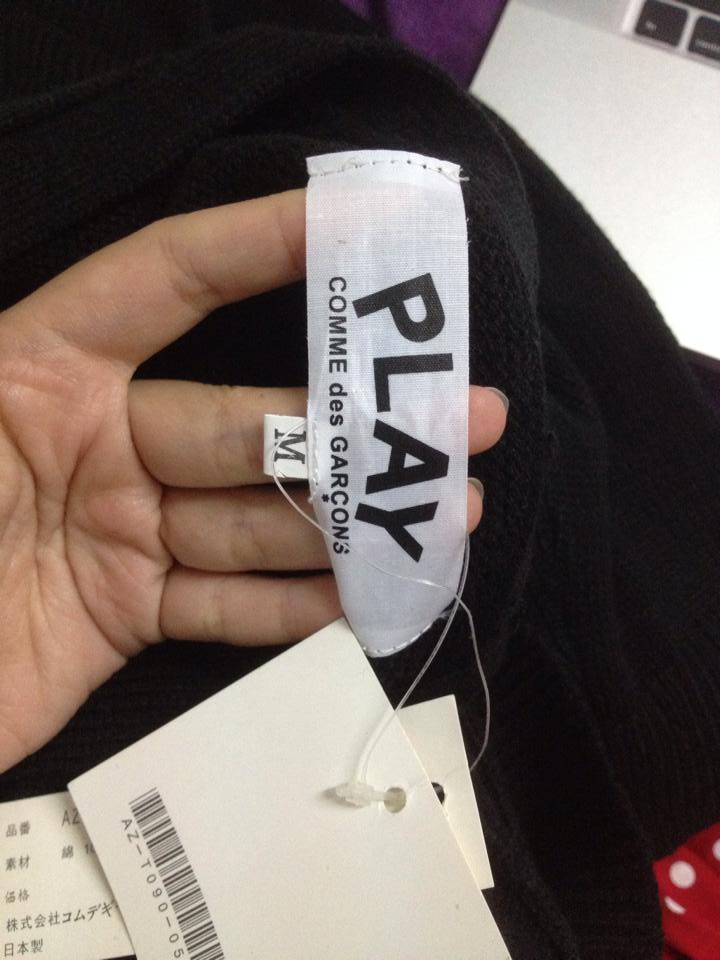 PLAY
COMME des GARÇONS
M
品番 AZ
素材 綿
価格
株式会社コムデギ
日本製
AZ-T090-05